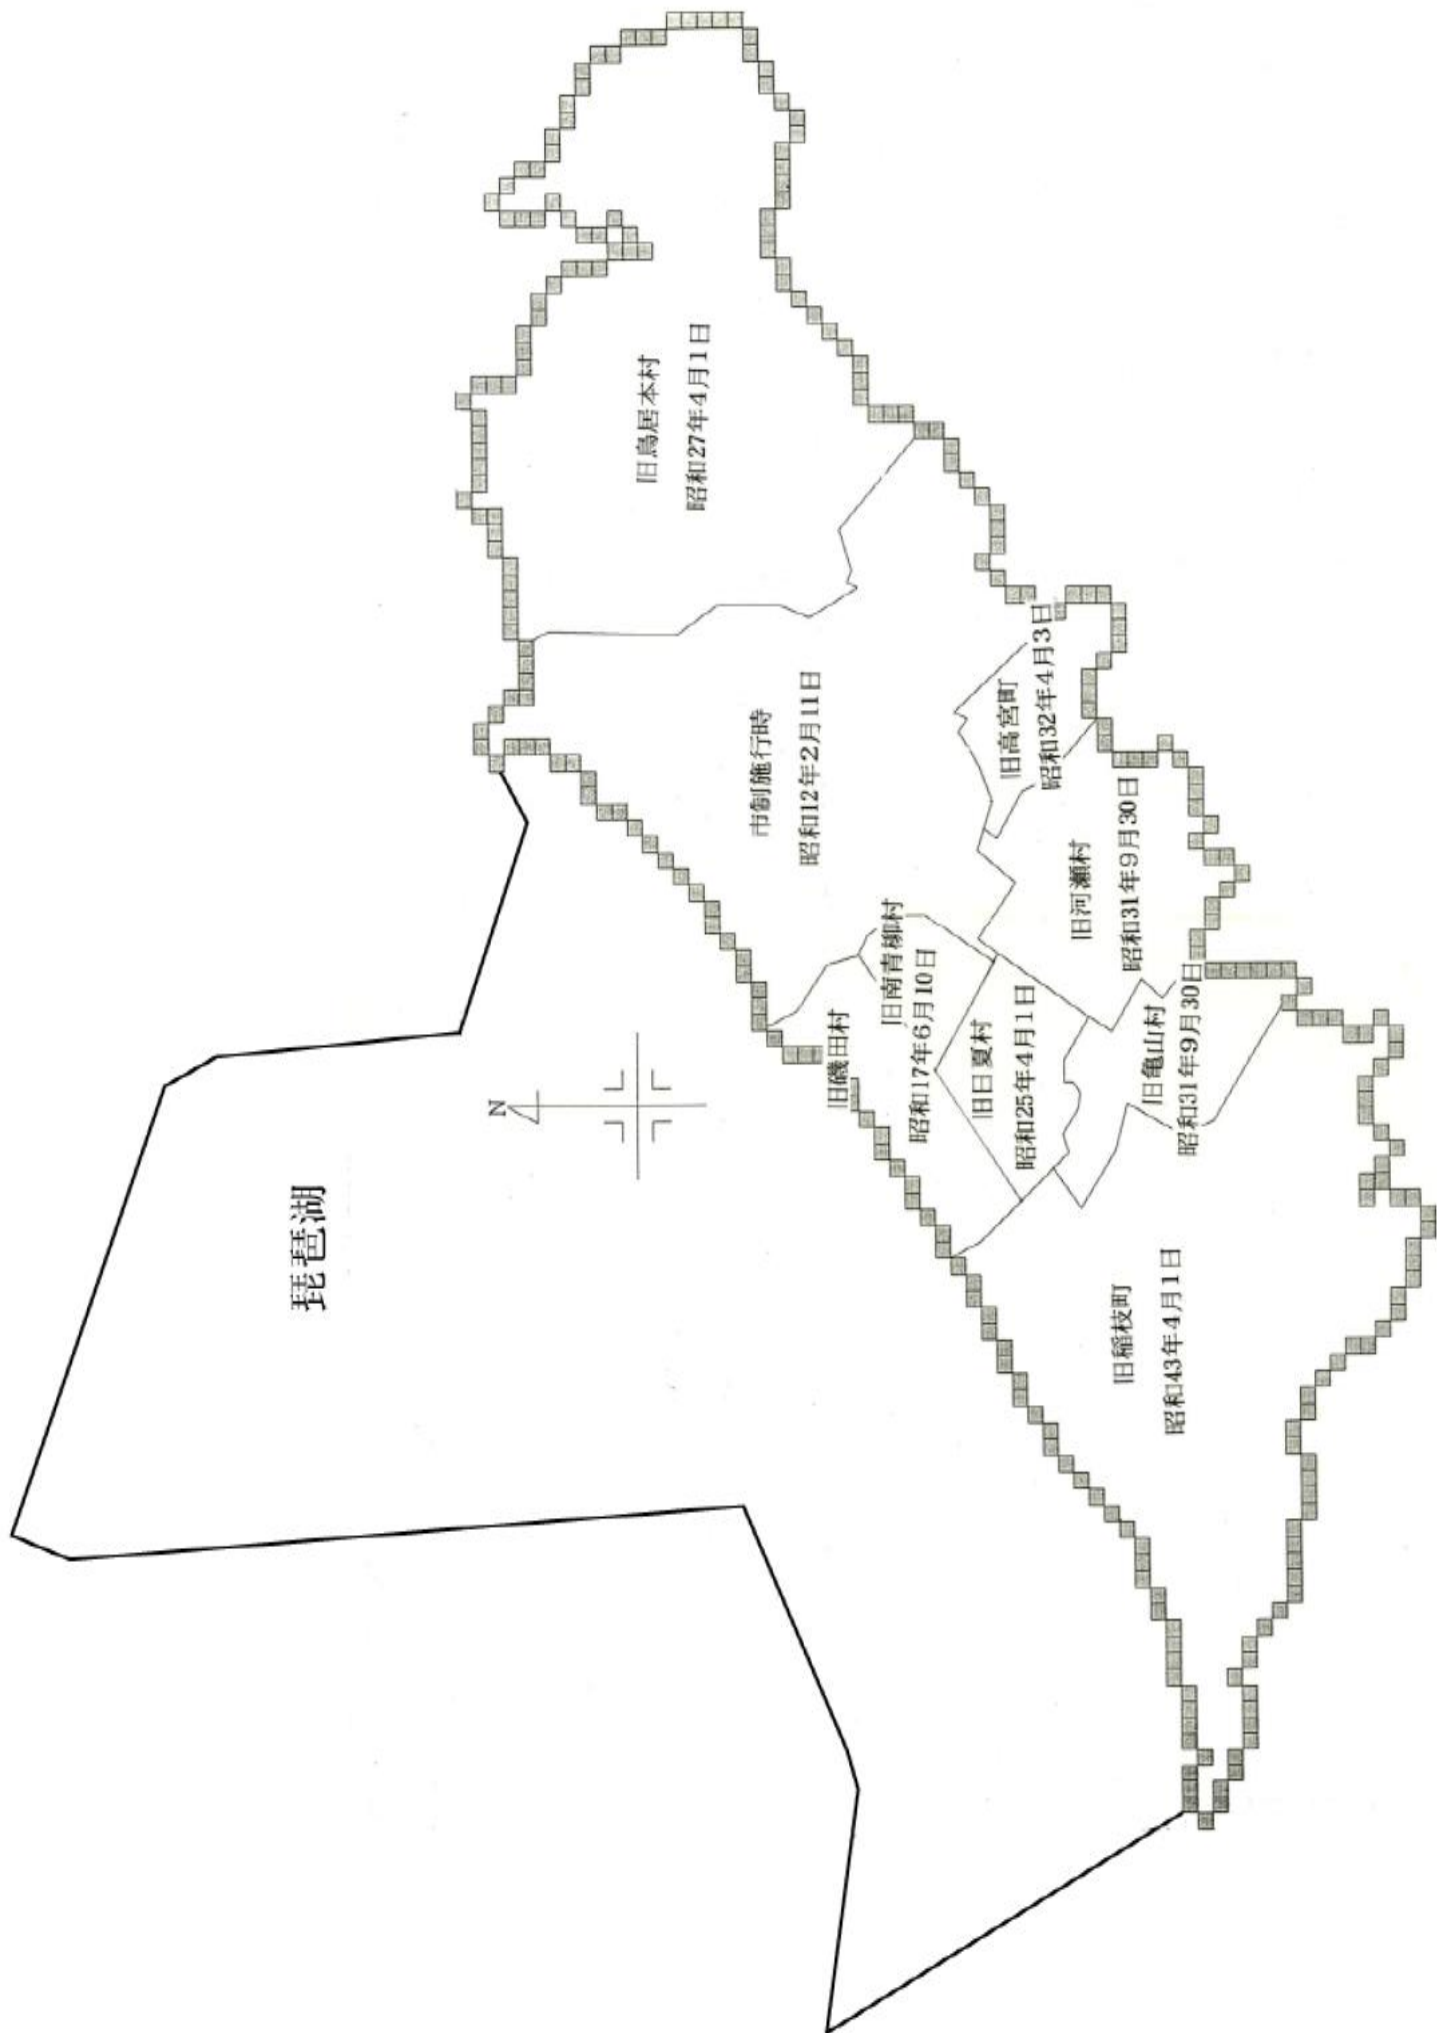 琵琶湖
N
旧鳥居本村
昭和27年4月1日
市制施行時
昭和12年2月11日
旧高宮町
昭和32年4月3日
旧河瀬村
昭和31年9月30日
旧磯田村
旧南青柳村
昭和17年6月10日
旧日夏村
昭和25年4月1日
旧亀山村
昭和31年9月30日
旧稲枝町
昭和43年4月1日